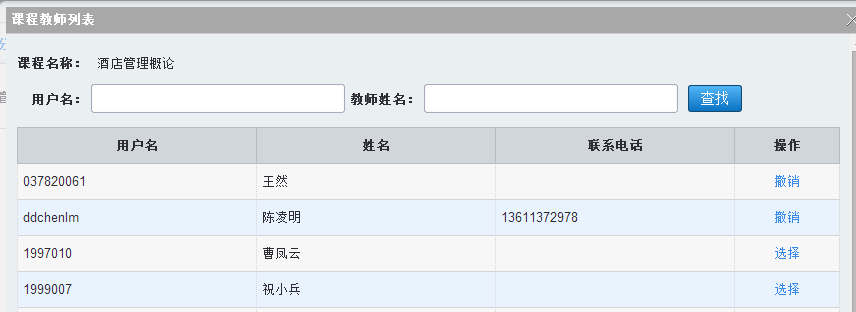 课程教师列表
课程名称： 酒店管理概论
用户名： 教师姓名： 查找
用户名 姓名 联系电话 操作
037820061 王然 撤销
ddchenlm 陈凌明 13611372978 撤销
1997010 曹凤云 选择
1999007 祝小兵 选择